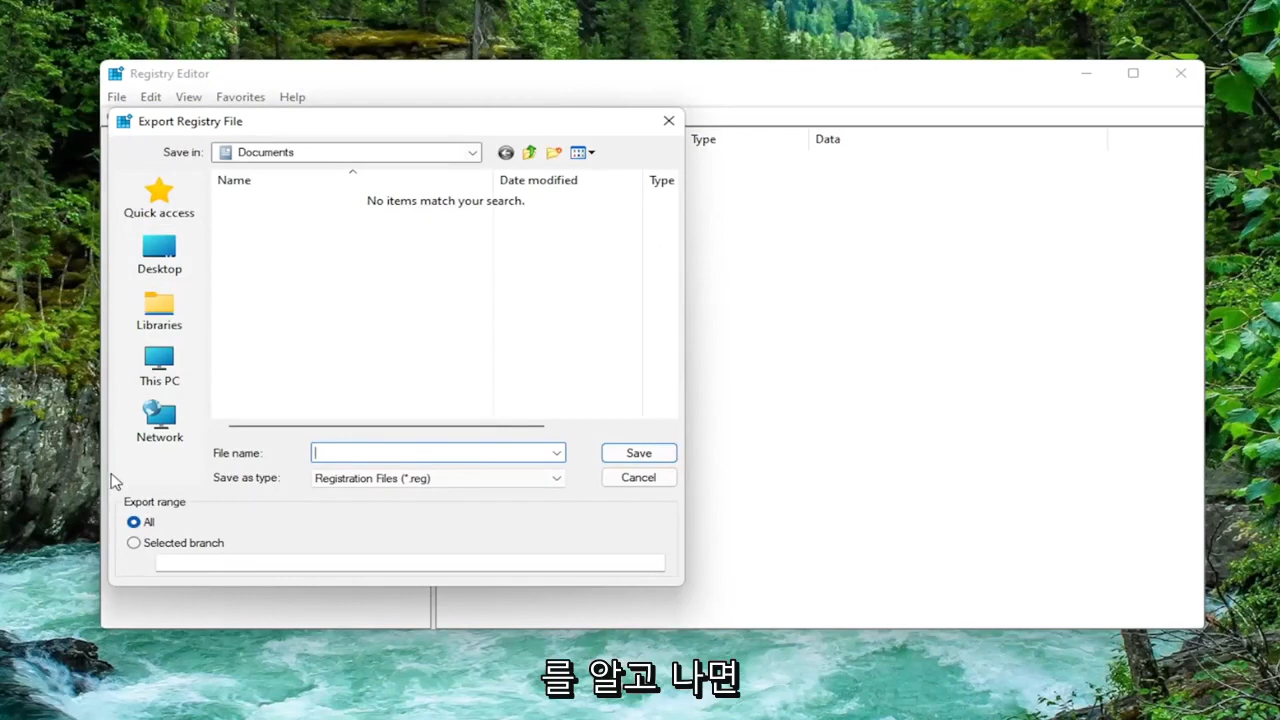 Registry Editor
File Edit View Favorites Help
Export Registry File
Save in: Documents
Type Data
Name Date modified Type
No items match your search.
Quick access
Desktop
Libraries
This PC
Network
File name: Save
Save as type: Registration Files (*.reg) Cancel
Export range
All
Selected branch
를 알고 나면